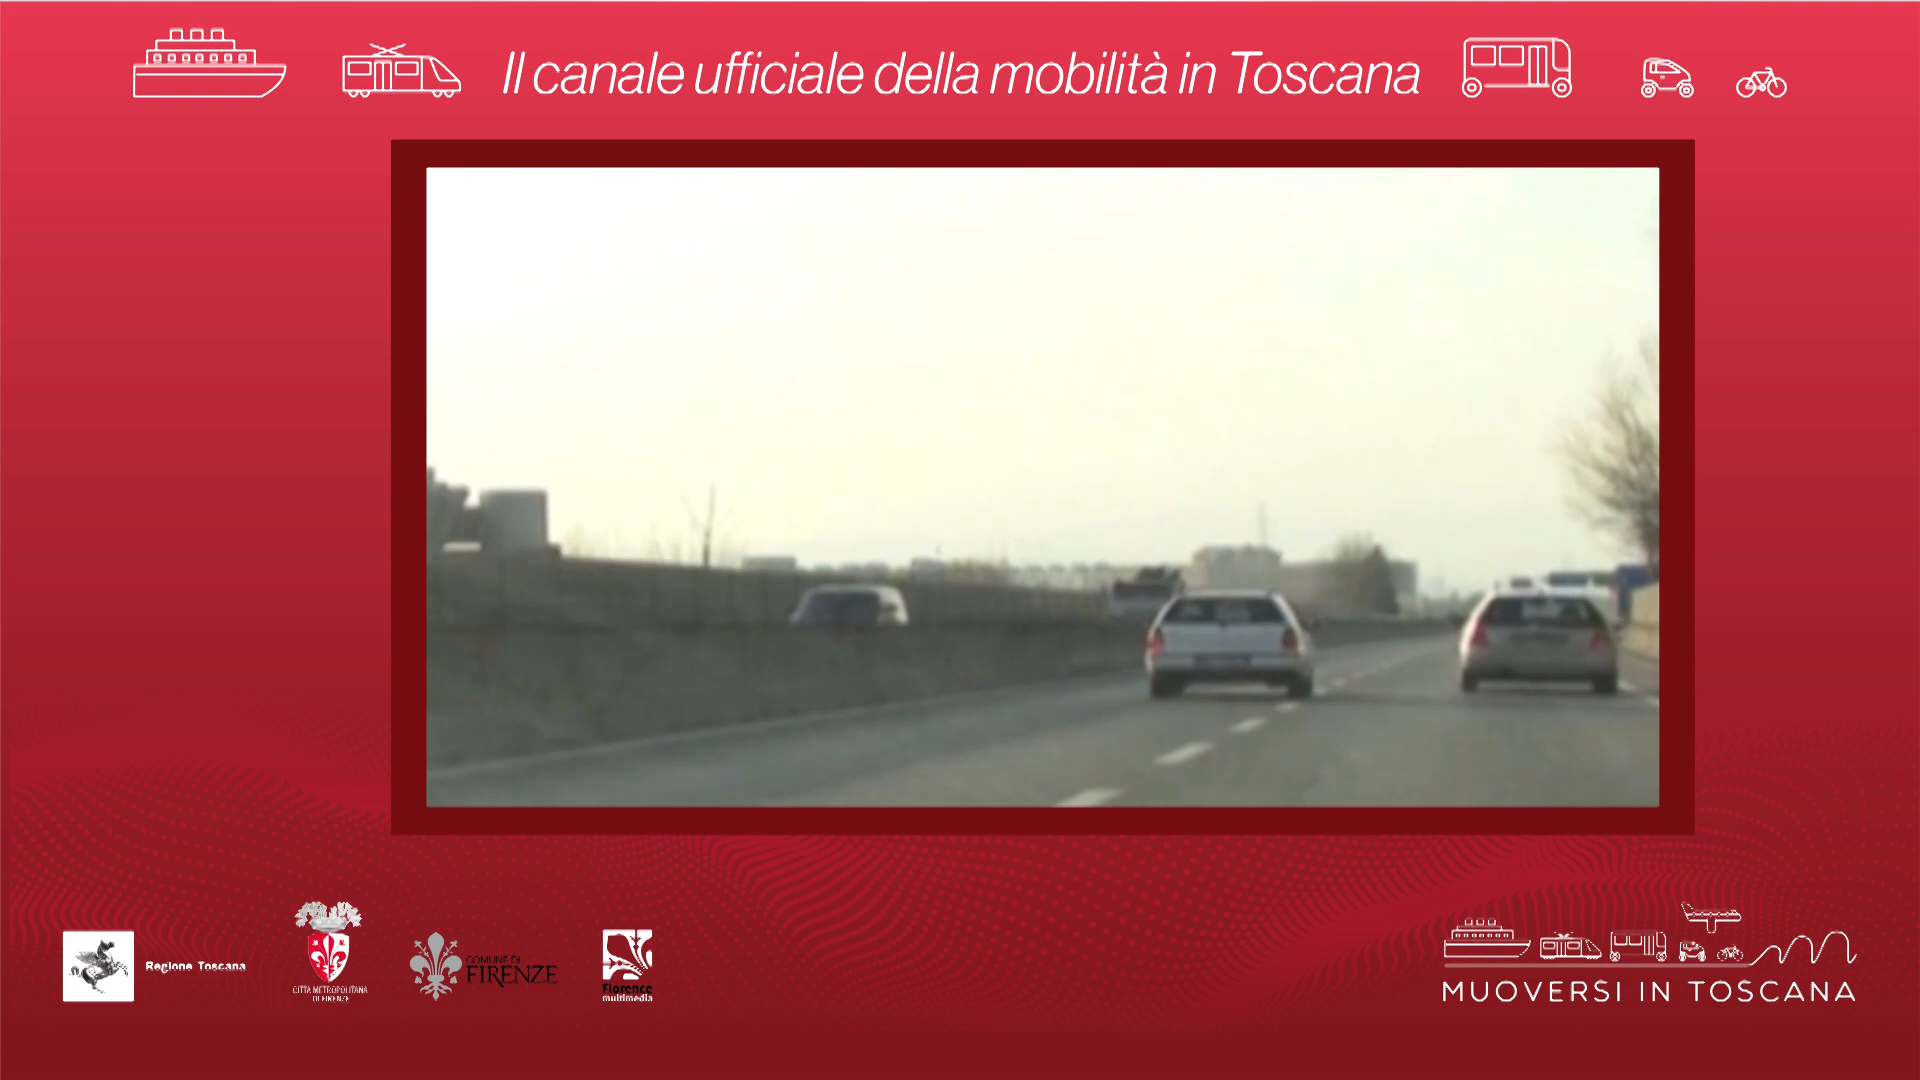 Il canale ufficiale della mobilità in Toscana
Regione Toscana
CITTÀ METROPOLITANA
DI FIRENZE
COMUNE DI
FIRENZE
Florence
multimedia
MUOVERSI IN TOSCANA